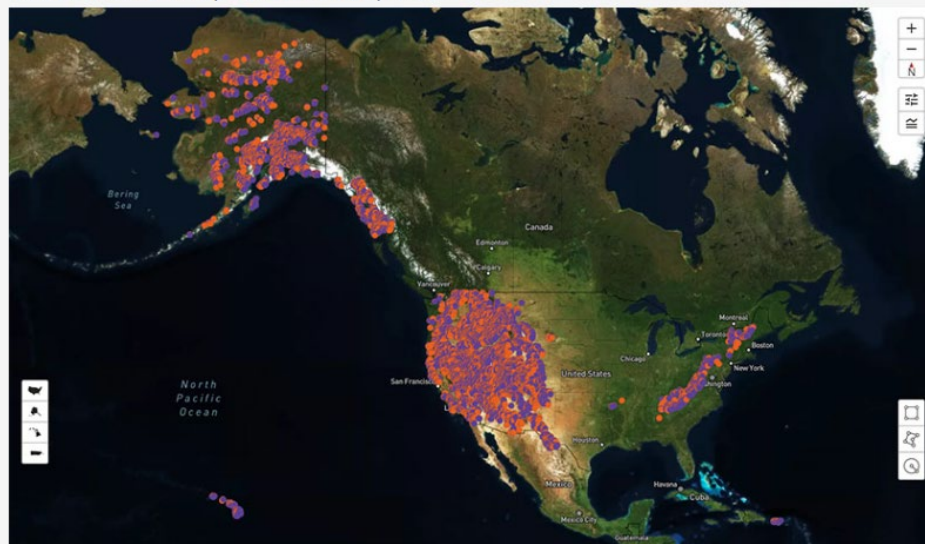 +
−
N
Bering
Sea
Canada
Edmonton
Calgary
Vancouver
Montreal
Toronto
Boston
Chicago
New York
United States
San Francisc
North
Pacific
Ocean
Houston
Mexico
Havana
Cuba
Mexico City
Guatemala